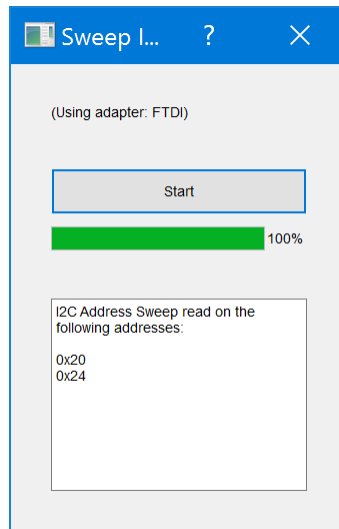 Sweep I... ?
(Using adapter: FTDI)
Start
100%
I2C Address Sweep read on the
following addresses:
0x20
0x24